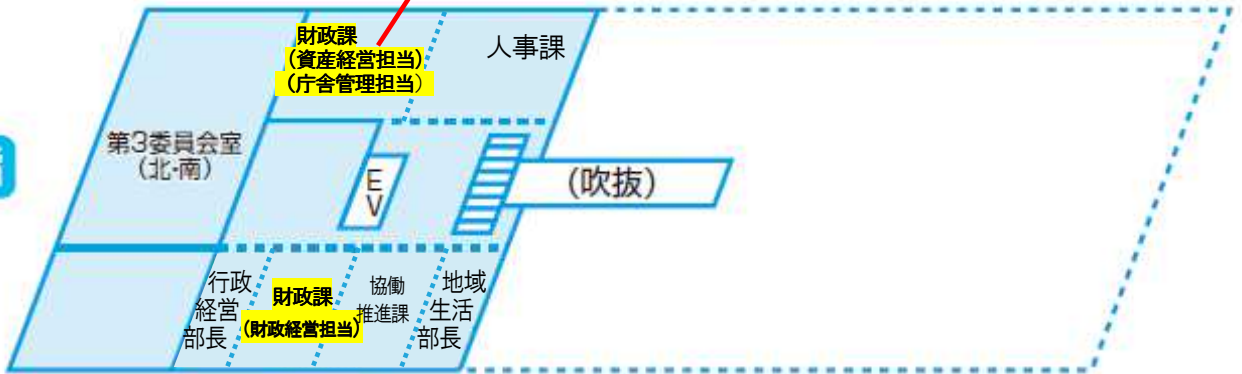 財政課
（資産経営担当）
（庁舎管理担当）
人事課
第3委員会室
（北・南）
EV
（吹抜）
行政
経営
部長
財政課
（財政経営担当）
協働
推進課
地域
生活
部長